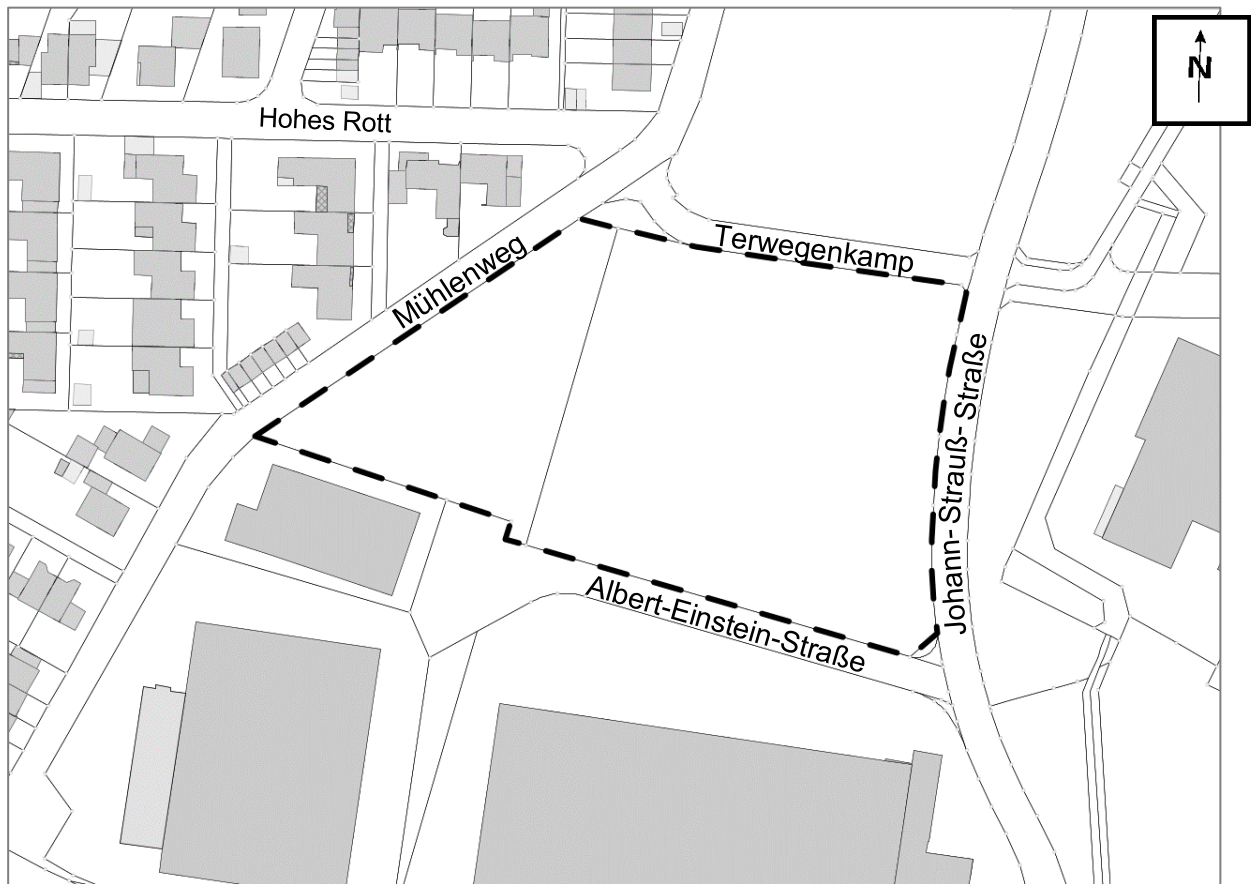 N
Hohes Rott
Terwegenkamp
Mühlenweg
Johann-Strauß-Straße
Albert-Einstein-Straße